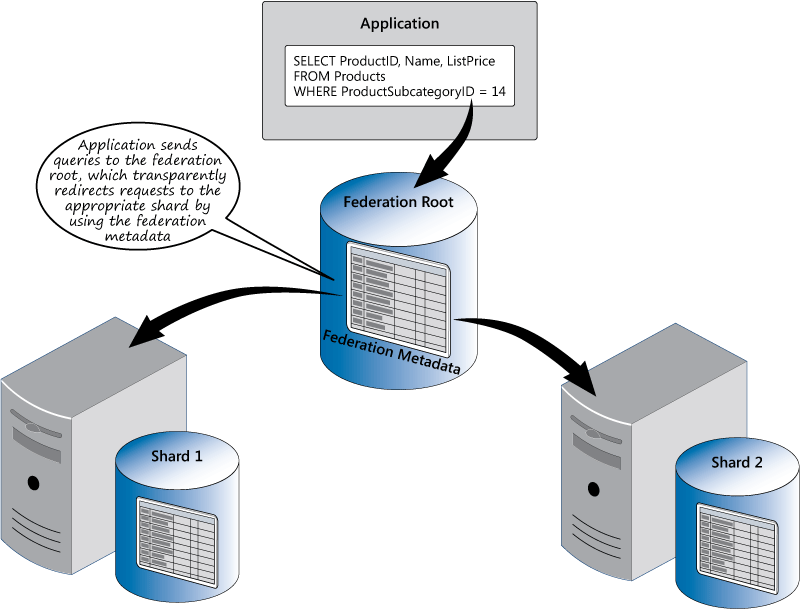 Application
SELECT ProductID, Name, ListPrice
FROM Products
WHERE ProductSubcategoryID = 14
Application sends
queries to the federation
root, which transparently
redirects requests to the
appropriate shard by
using the federation
metadata
Federation Root
Federation Metadata
Shard 1
Shard 2